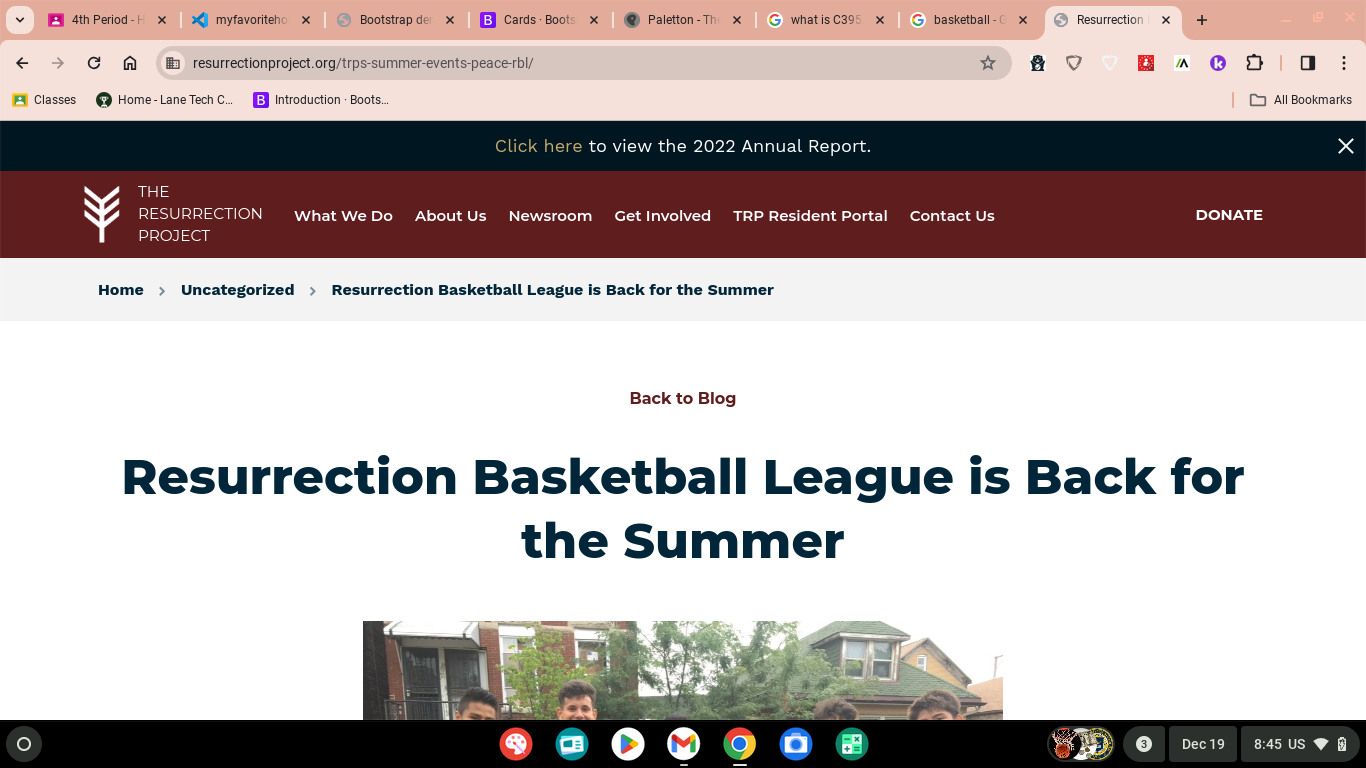 4th Period - H
myfavoriteho
Bootstrap de
Cards · Boots
Paletton - The
what is C395
basketball - G
Resurrection
resurrectionproject.org/trps-summer-events-peace-rbl/
Classes
Home - Lane Tech C...
Introduction · Boots...
All Bookmarks
Click here to view the 2022 Annual Report.
THE
RESURRECTION
PROJECT
What We Do
About Us
Newsroom
Get Involved
TRP Resident Portal
Contact Us
DONATE
Home
Uncategorized
Resurrection Basketball League is Back for the Summer
Back to Blog
Resurrection Basketball League is Back for
the Summer
3
Dec 19
8:45 US